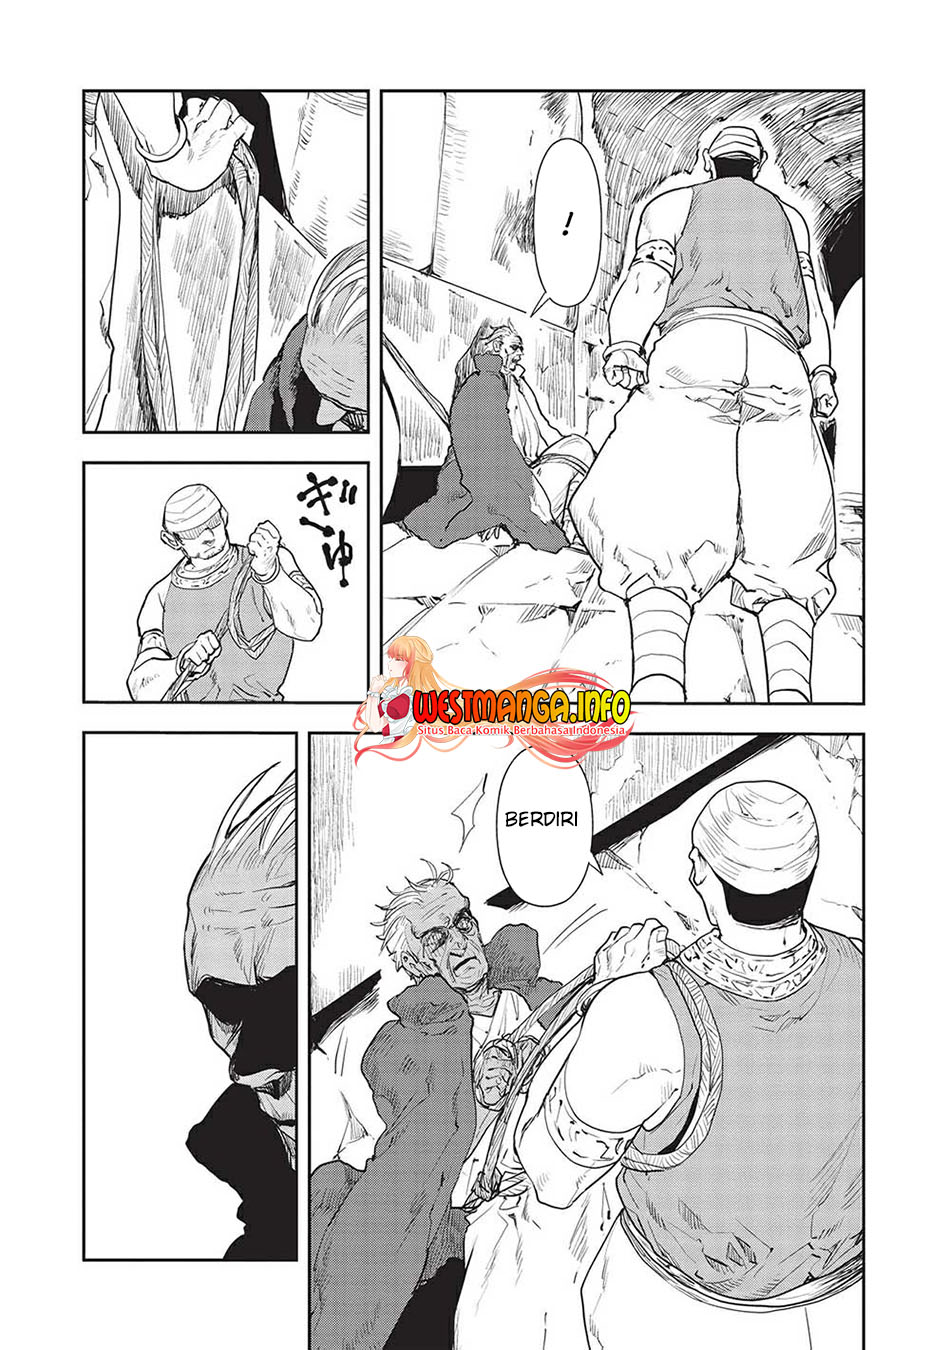 !
ギュ
WESTMANGA.INFO
Situs Baca Komik Berbahasa Indonesia
BERDIRI